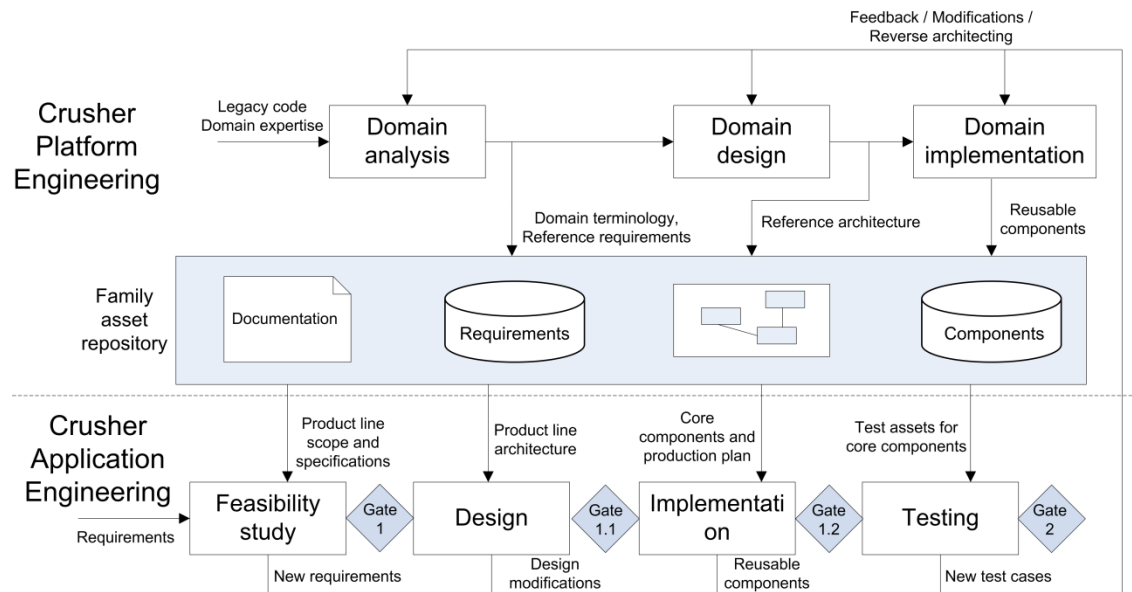 Feedback / Modifications /
Reverse architecting
Crusher
Platform
Engineering
Legacy code
Domain expertise
Domain
analysis
Domain
design
Domain
implementation
Domain terminology,
Reference requirements
Reference architecture
Reusable
components
Family
asset
repository
Documentation
Requirements
Components
Crusher
Application
Engineering
Product line
scope and
specifications
Product line
architecture
Core
components and
production plan
Test assets for
core components
Requirements
Feasibility
study
Gate
1
Design
Gate
1.1
Implementati
on
Gate
1.2
Testing
Gate
2
New requirements
Design
modifications
Reusable
components
New test cases